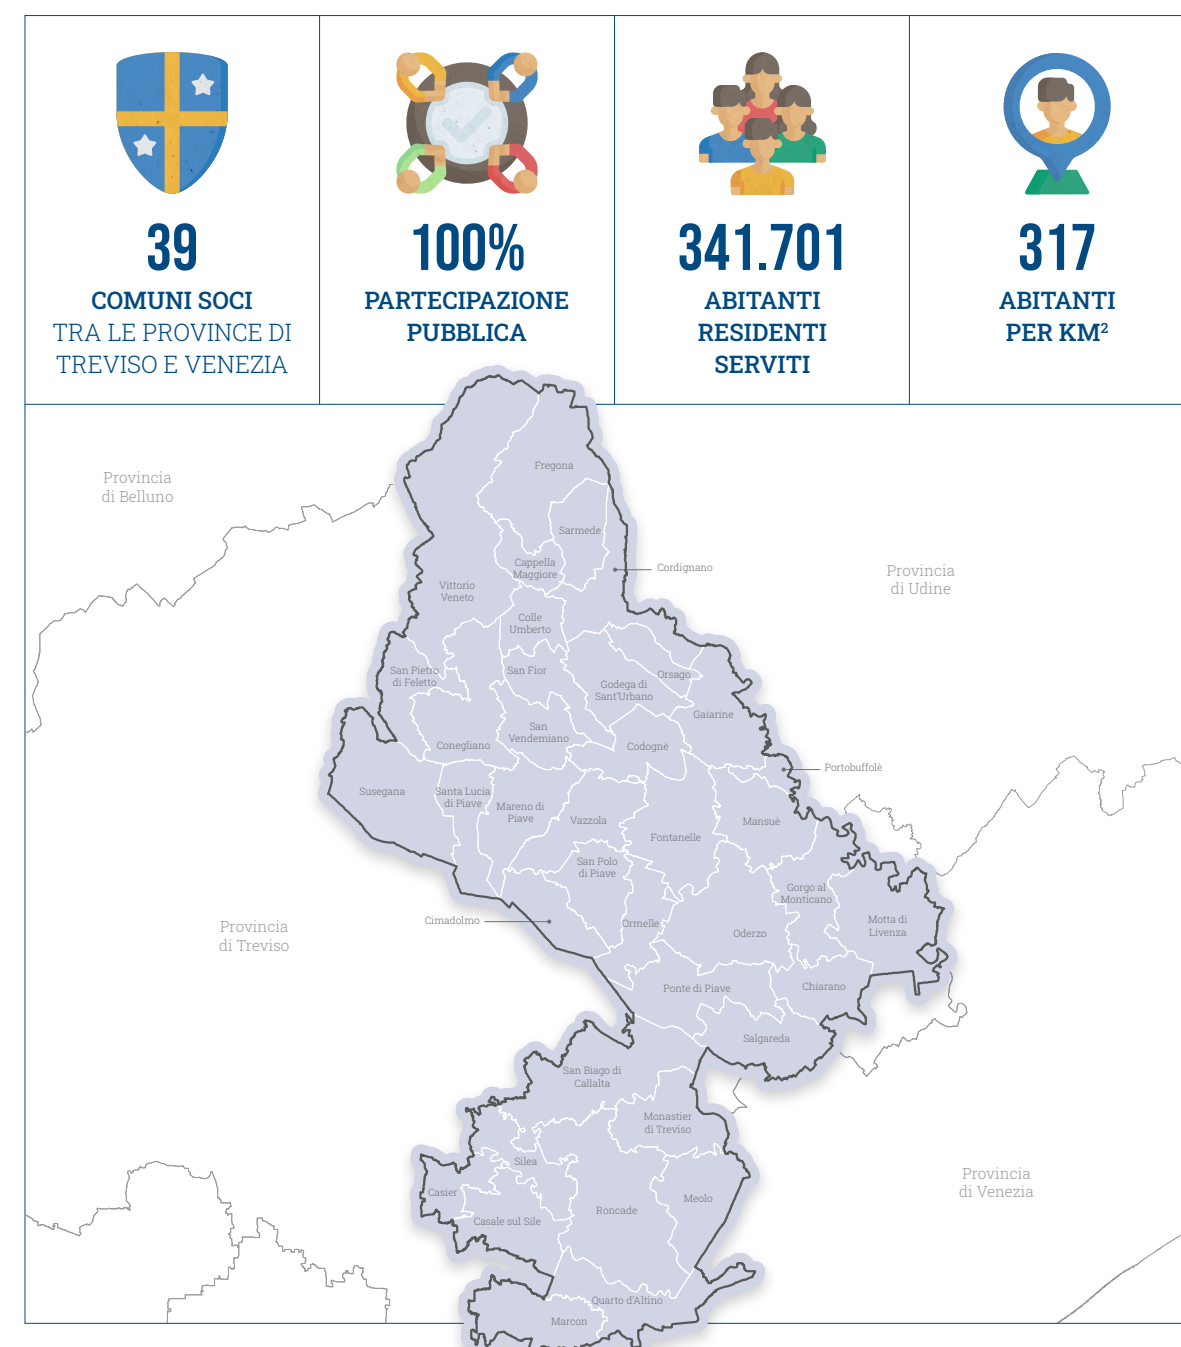 39
COMUNI SOCI
TRA LE PROVINCE DI
TREVISO E VENEZIA
100%
PARTECIPAZIONE
PUBBLICA
341.701
ABITANTI
RESIDENTI
SERVITI
317
ABITANTI
PER KM²
Provincia
di Belluno
Fregona
Sarmede
Cappella
Maggiore
Cordignano
Provincia
di Udine
Vittorio
Veneto
Colle
Umberto
San Pietro
di Feletto
San Fior
Orsago
Godega di
Sant'Urbano
Gaiarine
San
Vendemiano
Conegliano
Codognè
Portobuffolè
Susegana
Santa Lucia
di Piave
Mareno di
Piave
Vazzola
Mansuè
Fontanelle
San Polo
di Piave
Gorgo al
Monticano
Cimadolmo
Ormelle
Oderzo
Motta di
Livenza
Provincia
di Treviso
Ponte di Piave
Chiarano
Salgareda
San Biago di
Callalta
Monastier
di Treviso
Silea
Casier
Meolo
Provincia
di Venezia
Roncade
Casale sul Sile
Quarto d'Altino
Marcon